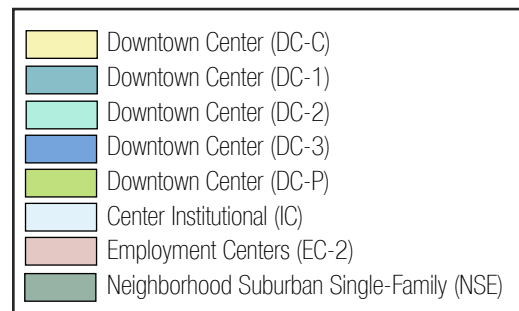 Downtown Center (DC-C)
Downtown Center (DC-1)
Downtown Center (DC-2)
Downtown Center (DC-3)
Downtown Center (DC-P)
Center Institutional (IC)
Employment Centers (EC-2)
Neighborhood Suburban Single-Family (NSE)